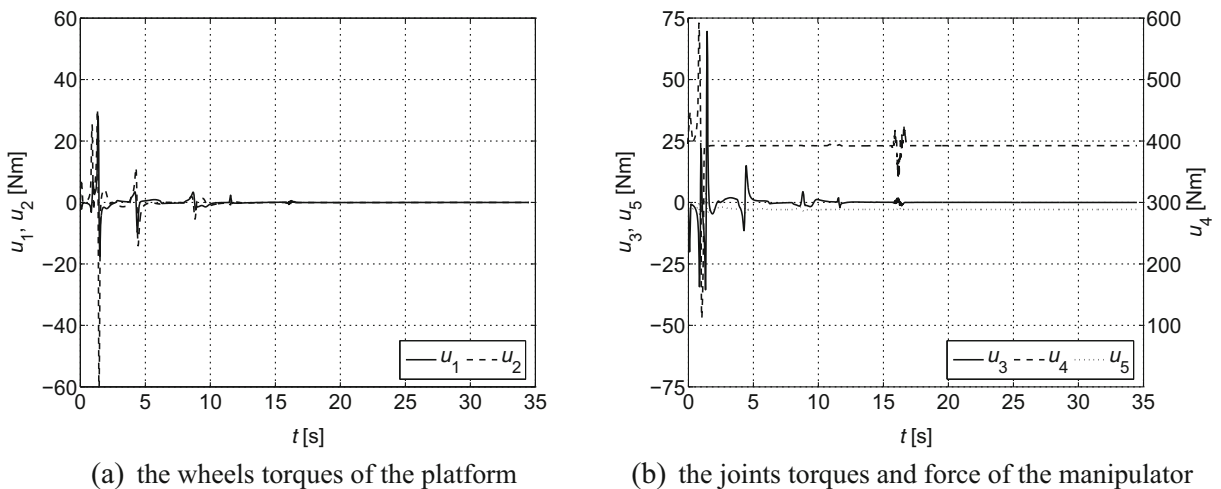 60
40
20
0
−20
−40
−60
u1, u2 [Nm]
0 5 10 15 20 25 30 35
t [s]
u1 u2
(a) the wheels torques of the platform
75
50
25
0
−25
−50
−75
u3, u5 [Nm]
600
500
400
300
200
100
u4 [Nm]
0 5 10 15 20 25 30 35
t [s]
u3 u4 u5
(b) the joints torques and force of the manipulator